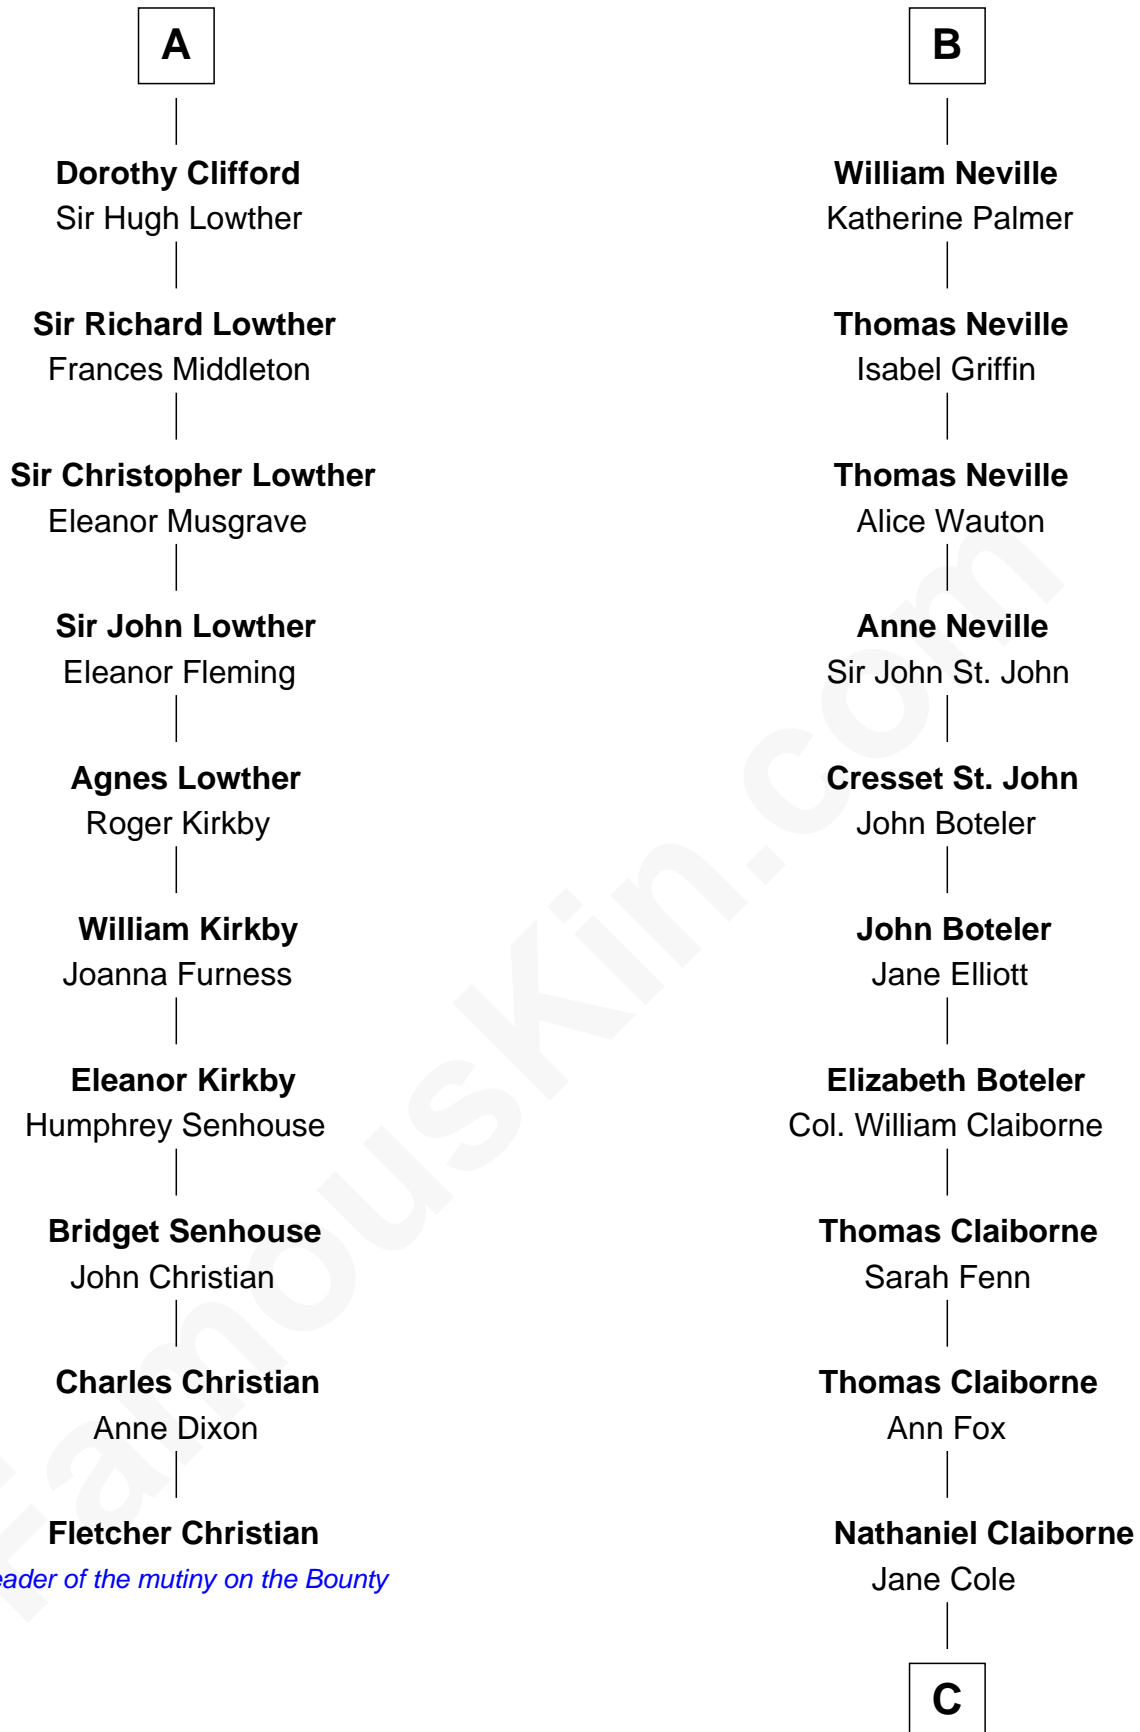 A
Dorothy Clifford
Sir Hugh Lowther
Sir Richard Lowther
Frances Middleton
Sir Christopher Lowther
Eleanor Musgrave
Sir John Lowther
Eleanor Fleming
Agnes Lowther
Roger Kirkby
William Kirkby
Joanna Furness
Eleanor Kirkby
Humphrey Senhouse
Bridget Senhouse
John Christian
Charles Christian
Anne Dixon
Fletcher Christian
eader of the mutiny on the Bounty
B
William Neville
Katherine Palmer
Thomas Neville
Isabel Griffin
Thomas Neville
Alice Wauton
Anne Neville
Sir John St. John
Cresset St. John
John Boteler
John Boteler
Jane Elliott
Elizabeth Boteler
Col. William Claiborne
Thomas Claiborne
Sarah Fenn
Thomas Claiborne
Ann Fox
Nathaniel Claiborne
Jane Cole
C
FamousKin.com